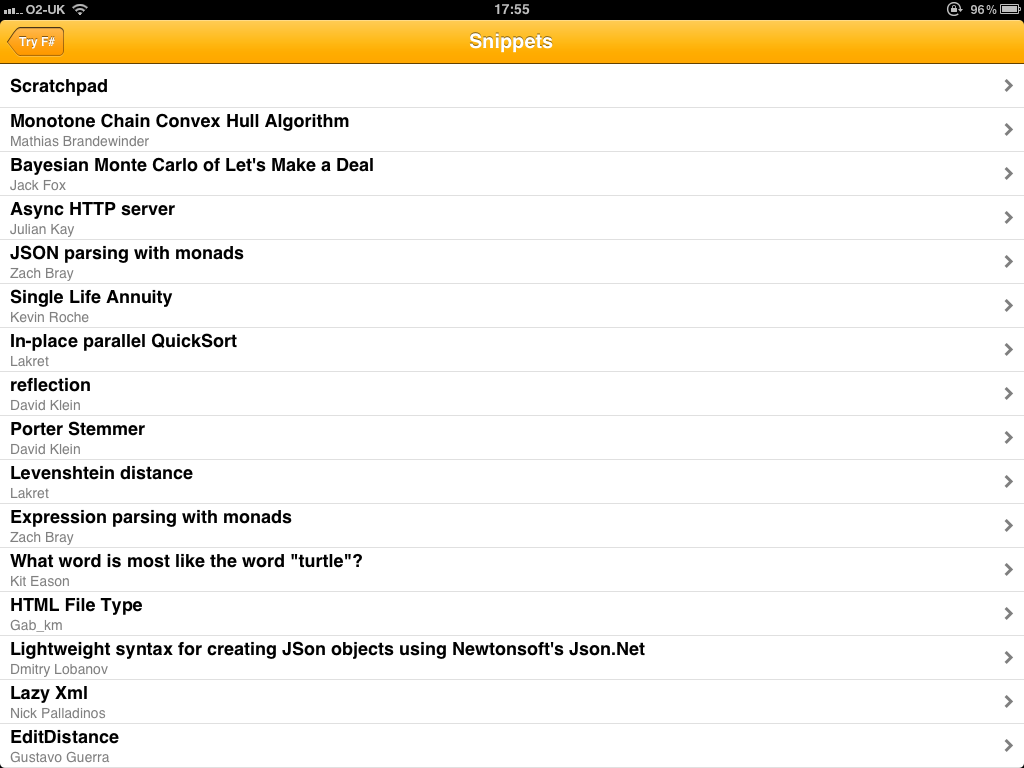 O2-UK 17:55 96%
Try F# Snippets
Scratchpad
Monotone Chain Convex Hull Algorithm
Mathias Brandewinder
Bayesian Monte Carlo of Let's Make a Deal
Jack Fox
Async HTTP server
Julian Kay
JSON parsing with monads
Zach Bray
Single Life Annuity
Kevin Roche
In-place parallel QuickSort
Lakret
reflection
David Klein
Porter Stemmer
David Klein
Levenshtein distance
Lakret
Expression parsing with monads
Zach Bray
What word is most like the word "turtle"?
Kit Eason
HTML File Type
Gab_km
Lightweight syntax for creating JSon objects using Newtonsoft's Json.Net
Dmitry Lobanov
Lazy Xml
Nick Palladinos
EditDistance
Gustavo Guerra